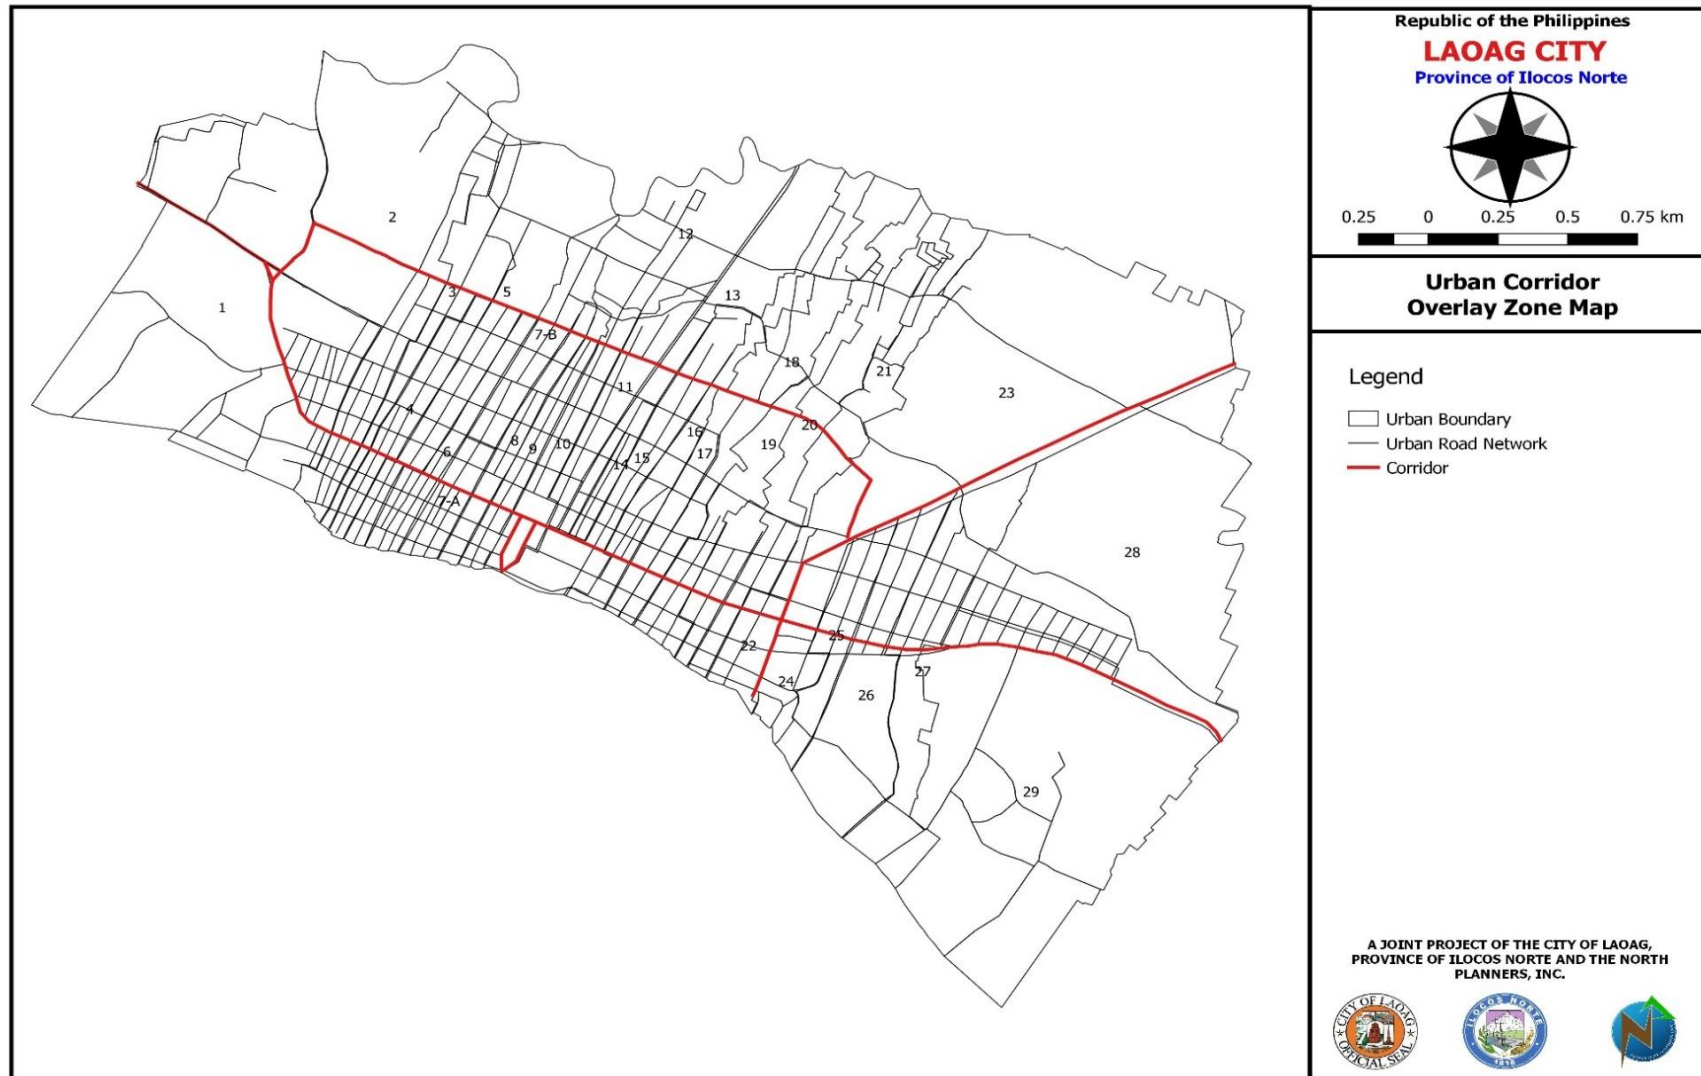 Republic of the Philippines
LAOAG CITY
Province of Ilocos Norte
0.25 0 0.25 0.5 0.75 km
Urban Corridor
Overlay Zone Map
Legend
Urban Boundary
Urban Road Network
Corridor
2
12
3
5
13
1
7-B
18
21
11
23
4
16
20
8
9
10
19
6
14
15
17
7-A
28
25
22
27
24
26
29
A JOINT PROJECT OF THE CITY OF LAOAG,
PROVINCE OF ILOCOS NORTE AND THE NORTH
PLANNERS, INC.
CITY OF LAOAG
OFFICIAL SEAL
ILOCOS NORTE
1818